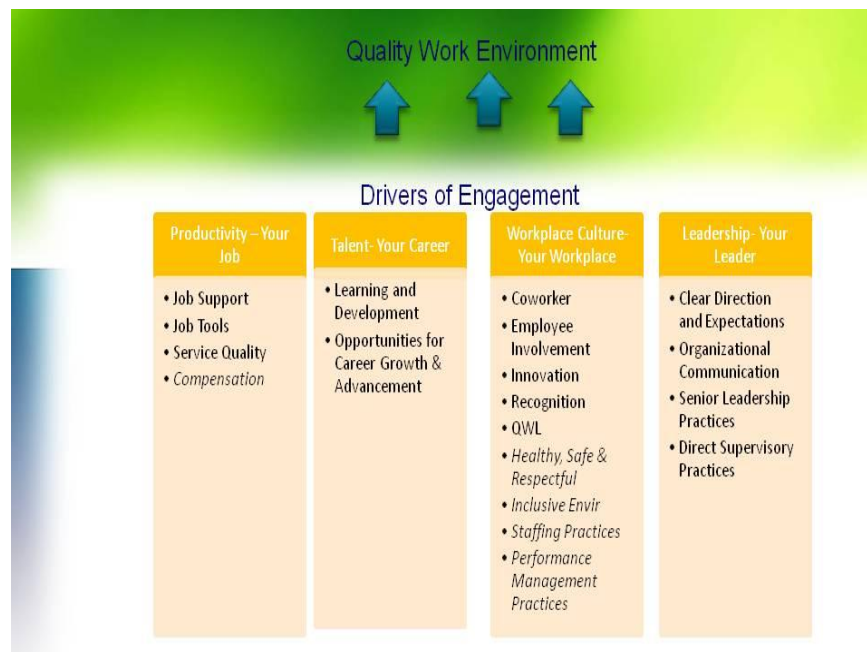 Quality Work Environment
Drivers of Engagement
Productivity – Your
Job
• Job Support
• Job Tools
• Service Quality
• Compensation
Talent- Your Career
• Learning and
Development
• Opportunities for
Career Growth &
Advancement
Workplace Culture-
Your Workplace
• Coworker
• Employee
Involvement
• Innovation
• Recognition
• QWL
• Healthy, Safe &
Respectful
• Inclusive Envir
• Staffing Practices
• Performance
Management
Practices
Leadership- Your
Leader
• Clear Direction
and Expectations
• Organizational
Communication
• Senior Leadership
Practices
• Direct Supervisory
Practices